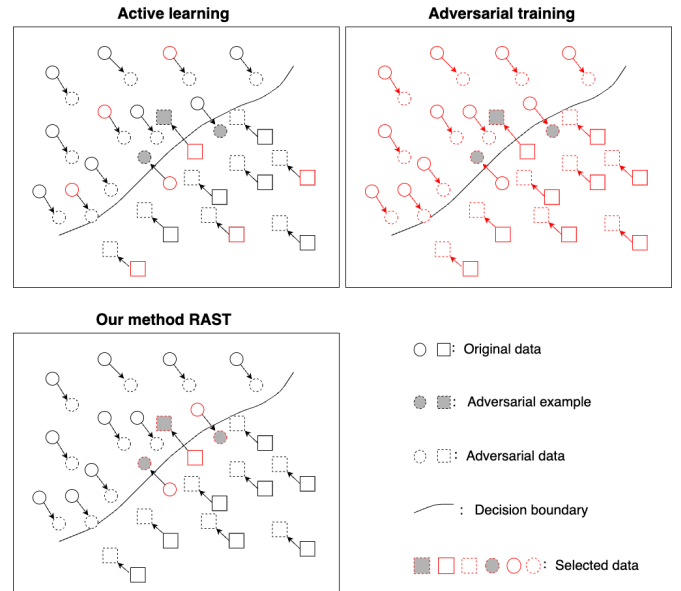 Active learning
Adversarial training
Our method RAST
: Original data
: Adversarial example
: Adversarial data
: Decision boundary
: Selected data